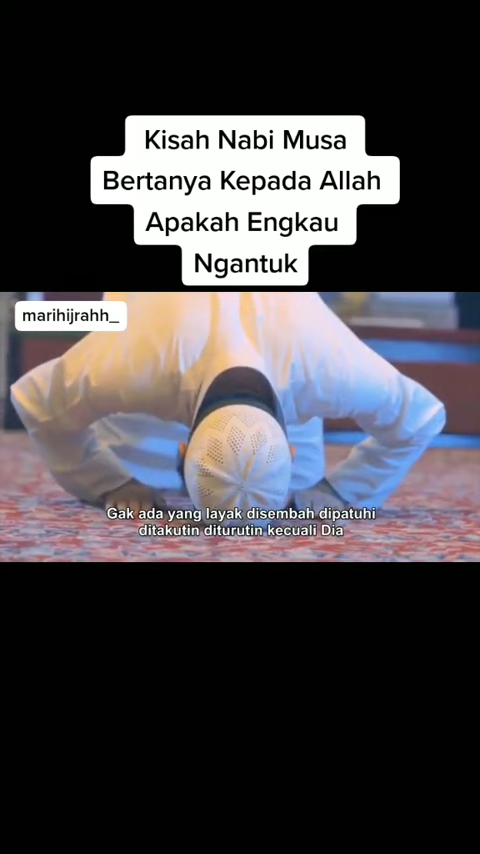 Kisah Nabi Musa
Bertanya Kepada Allah
Apakah Engkau
Ngantuk
marihijrahh_
Gak ada yang layak disembah dipatuhi
ditakutin diturutin kecuali Dia